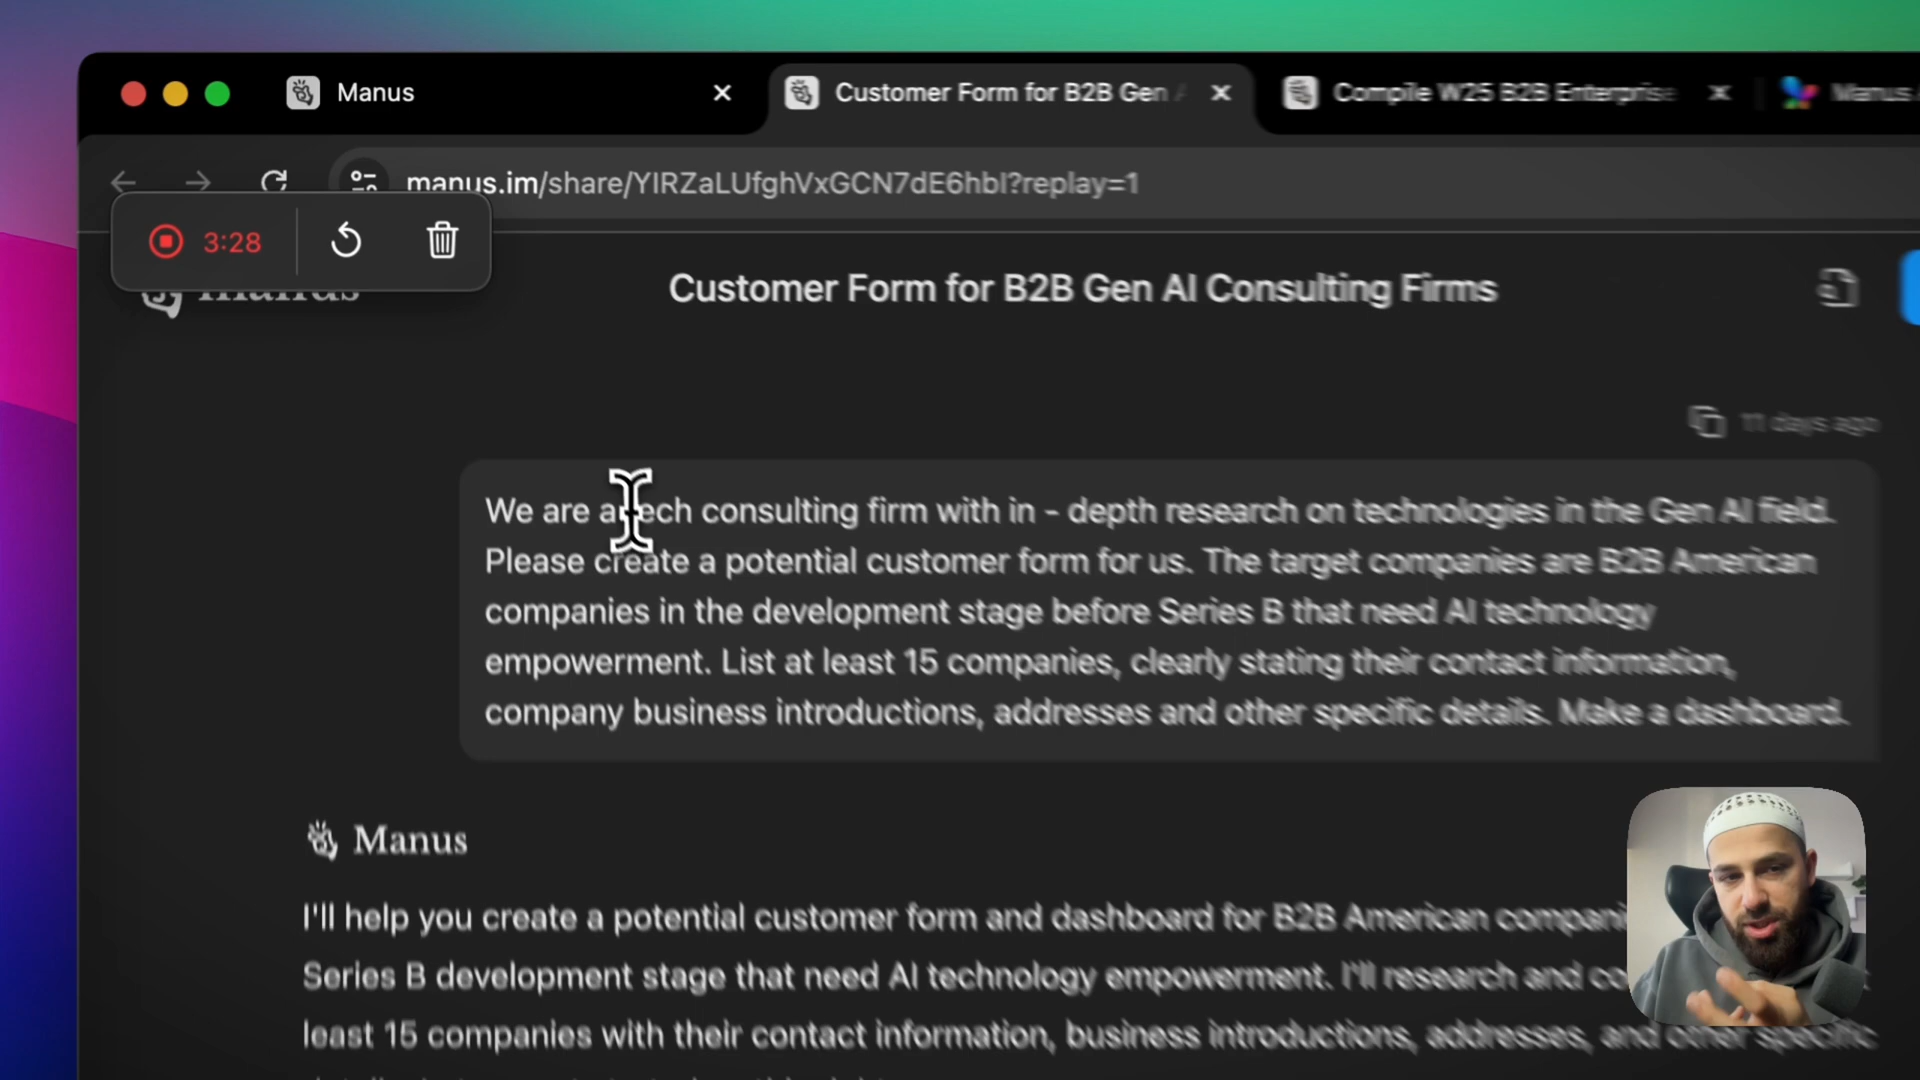 Manus
Customer Form for B2B Gen
Compile W25 B2B Enterprise
Manus
manus.im/share/YIRZaLUfghVxGCN7dE6hbI?replay=1
3:28
manus
Customer Form for B2B Gen AI Consulting Firms
11 days ago
We are a tech consulting firm with in - depth research on technologies in the Gen AI field.
Please create a potential customer form for us. The target companies are B2B American
companies in the development stage before Series B that need AI technology
empowerment. List at least 15 companies, clearly stating their contact information,
company business introductions, addresses and other specific details. Make a dashboard.
Manus
I'll help you create a potential customer form and dashboard for B2B American
Series B development stage that need AI technology empowerment. I'll research and
least 15 companies with their contact information, business introductions, addresses, and other specific